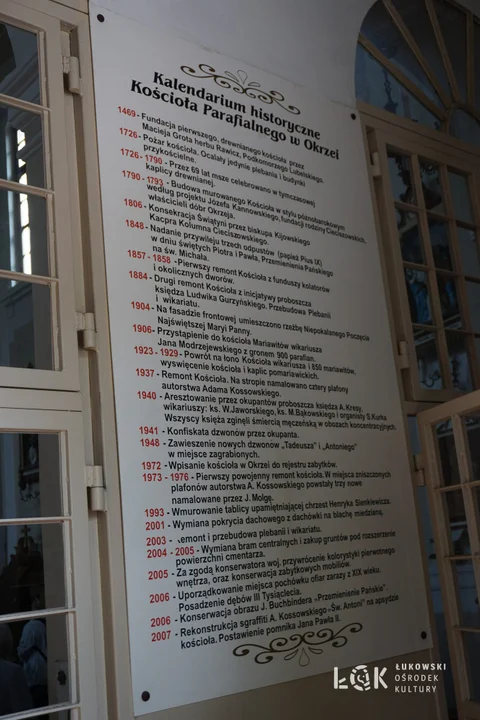 Kalendarium historyczne
Kościoła Parafialnego w Okrzei
1469- Fundacja pierwszego, drewnianego kościoła przez
Macieja Grota herbu Rawicz, Podkomorzego Lubelskiego.
1726- Pożar kościoła. Ocalały jedynie plebania i budynki
przykościelne.
1726- 1790 - Przez 69 lat msze celebrowano w tymczasowej
kaplicy drewnianej.
1790 - 1793 - Budowa murowanego Kościoła w stylu późnobarokowym
według projektu Józefa Kannowskiego, fundacji rodziny Cieciszowskich,
właścicieli dóbr Okrzeja.
1806 - Konsekracja Świątyni przez biskupa Kijowskiego
Kacpra Kolumna Cieciszowskiego.
1848 - Nadanie przywileju trzech odpustów (papież Pius IX)
w dniu świętych Piotra i Pawła, Przemienienia Pańskiego
na św. Michała.
1857 - 1858 -Pierwszy remont Kościoła z funduszy kolatorów
i okolicznych dworów.
1884 - Drugi remont Kościoła z inicjatywy proboszcza
księdza Ludwika Gurzyńskiego. Przebudowa Plebanii
i wikariatu.
1904 - Na fasadzie frontowej umieszczono rzeźbę Niepokalanego Poczęcia
Najświętszej Maryi Panny.
1906- Przystąpienie do kościoła Mariawitów wikariusza
Jana Modrzejewskiego z gronem 900 parafian.
1923 - 1929 - Powrót na łono Kościoła wikariusza i 850 mariawitów,
wyświęcenie kościoła i kaplic pomariawickich.
1937 - Remont Kościoła. Na stropie namalowano cztery plafony
autorstwa Adama Kossowskiego.
1940 - Aresztowanie przez okupantów proboszcza księdza A.Kresy,
wikariuszy: ks. W.Jaworskiego, ks. M.Bąkowskiego i organisty S.Kurka
Wszyscy księża zginęli śmiercią męczeńską w obozach koncentracyjnych.
1941 - Konfiskata dzwonów przez okupanta.
1948 - Zawieszenie nowych dzwonów „Tadeusza" i „Antoniego"
w miejsce zagrabionych.
1972 - Wpisanie kościoła w Okrzei do rejestru zabytków.
1973 - 1976 - Pierwszy powojenny remont kościoła. W miejsca zniszczonych
plafonów autorstwa A. Kossowskiego powstały trzy nowe
namalowane przez J. Molgę.
1993 - Wmurowanie tablicy upamiętniającej chrzest Henryka Sienkiewicza.
2001 - Wymiana pokrycia dachowego z dachówki na blachę miedzianą.
2003 - emont i przebudowa plebanii i wikariatu.
2004 - 2005 - Wymiana bram centralnych i zakup gruntów pod rozszerzenie
powierzchni cmentarza.
2005 - Za zgodą konserwatora woj. przywrócenie kolorystyki pierwotnego
wnętrza, oraz konserwacja zabytkowych mobiliów.
2006 - Uporządkowanie miejsca pochówku ofiar zarazy z XIX wieku.
Posadzenie dębów III Tysiąclecia.
2006 - Konserwacja obrazu J. Buchbindera „Przemienienie Pańskie"
2007 - Rekonstrukcja sgraffiti A. Kossowskiego „Św. Antoni" na apsydzie
kościoła. Postawienie pomnika Jana Pawła II.
ŁOK ŁUKOWSKI
OŚRODEK
KULTURY